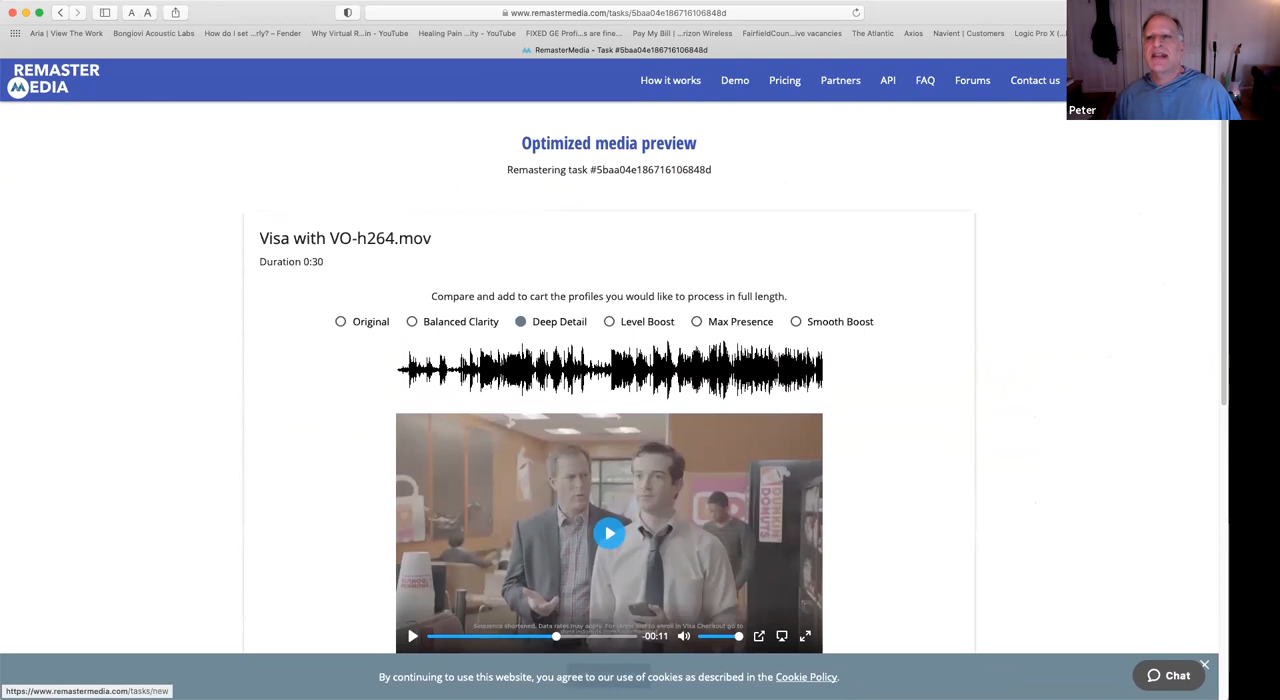 www.remastermedia.com/tasks/5baa04e186716106848d
Aria | View The Work Bongiovi Acoustic Labs How do I set ...rly? – Fender Why Virtual R...in - YouTube Healing Pain ...ity - YouTube FIXED GE Profi...s are fine... Pay My Bill | ...rizon Wireless FairfieldCoun...ive vacancies The Atlantic Axios Navient | Customers Logic Pro X (...
RemasterMedia - Task #5baa04e186716106848d
REMASTER
MEDIA
How it works Demo Pricing Partners API FAQ Forums Contact us
Peter
Optimized media preview
Remastering task #5baa04e186716106848d
Visa with VO-h264.mov
Duration 0:30
Compare and add to cart the profiles you would like to process in full length.
Original Balanced Clarity Deep Detail Level Boost Max Presence Smooth Boost
DUNKIN' DONUTS
Sequence shortened. Data rates may apply.
-00:11
By continuing to use this website, you agree to our use of cookies as described in the Cookie Policy.
Chat
https://www.remastermedia.com/tasks/new